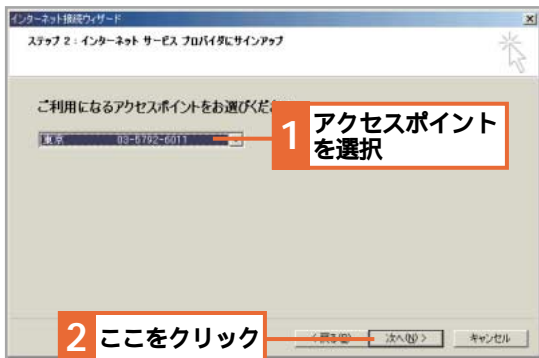 インターネット接続ウィザード
ステップ 2 : インターネット サービス プロバイダにサインアップ
ご利用になるアクセスポイントをお選びくだ
東京 03-5792-6011
1 アクセスポイント
を選択
2 ここをクリック
< 戻る(B) 次へ(N) > キャンセル